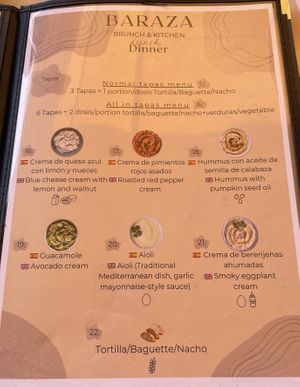 BARAZA
BRUNCH & KITCHEN
Lunch
Dinner
Tapas
Normal tapas menu
3 Tapas + 1 portion/dosis Tortilla/Baguette/Nacho
All in tapas menu
6 Tapas + 2 dosis/portion tortilla/baguette/nacho+verduras/vegetable
16.
Crema de queso azul
con limón y nueces
Blue cheese cream with
lemon and walnut
17.
Crema de pimientos
rojos asados
Roasted red pepper
cream
18.
Hummus con aceite de
semilla de calabaza
Hummus with
pumpkin seed oil
19.
Guacamole
Avocado cream
20.
Aioli
Aioli (Traditional
Mediterranean dish, garlic
mayonnaise-style sauce)
21.
Crema de berenjenas
ahumadas
Smoky eggplant
cream
22.
Tortilla/Baguette/Nacho